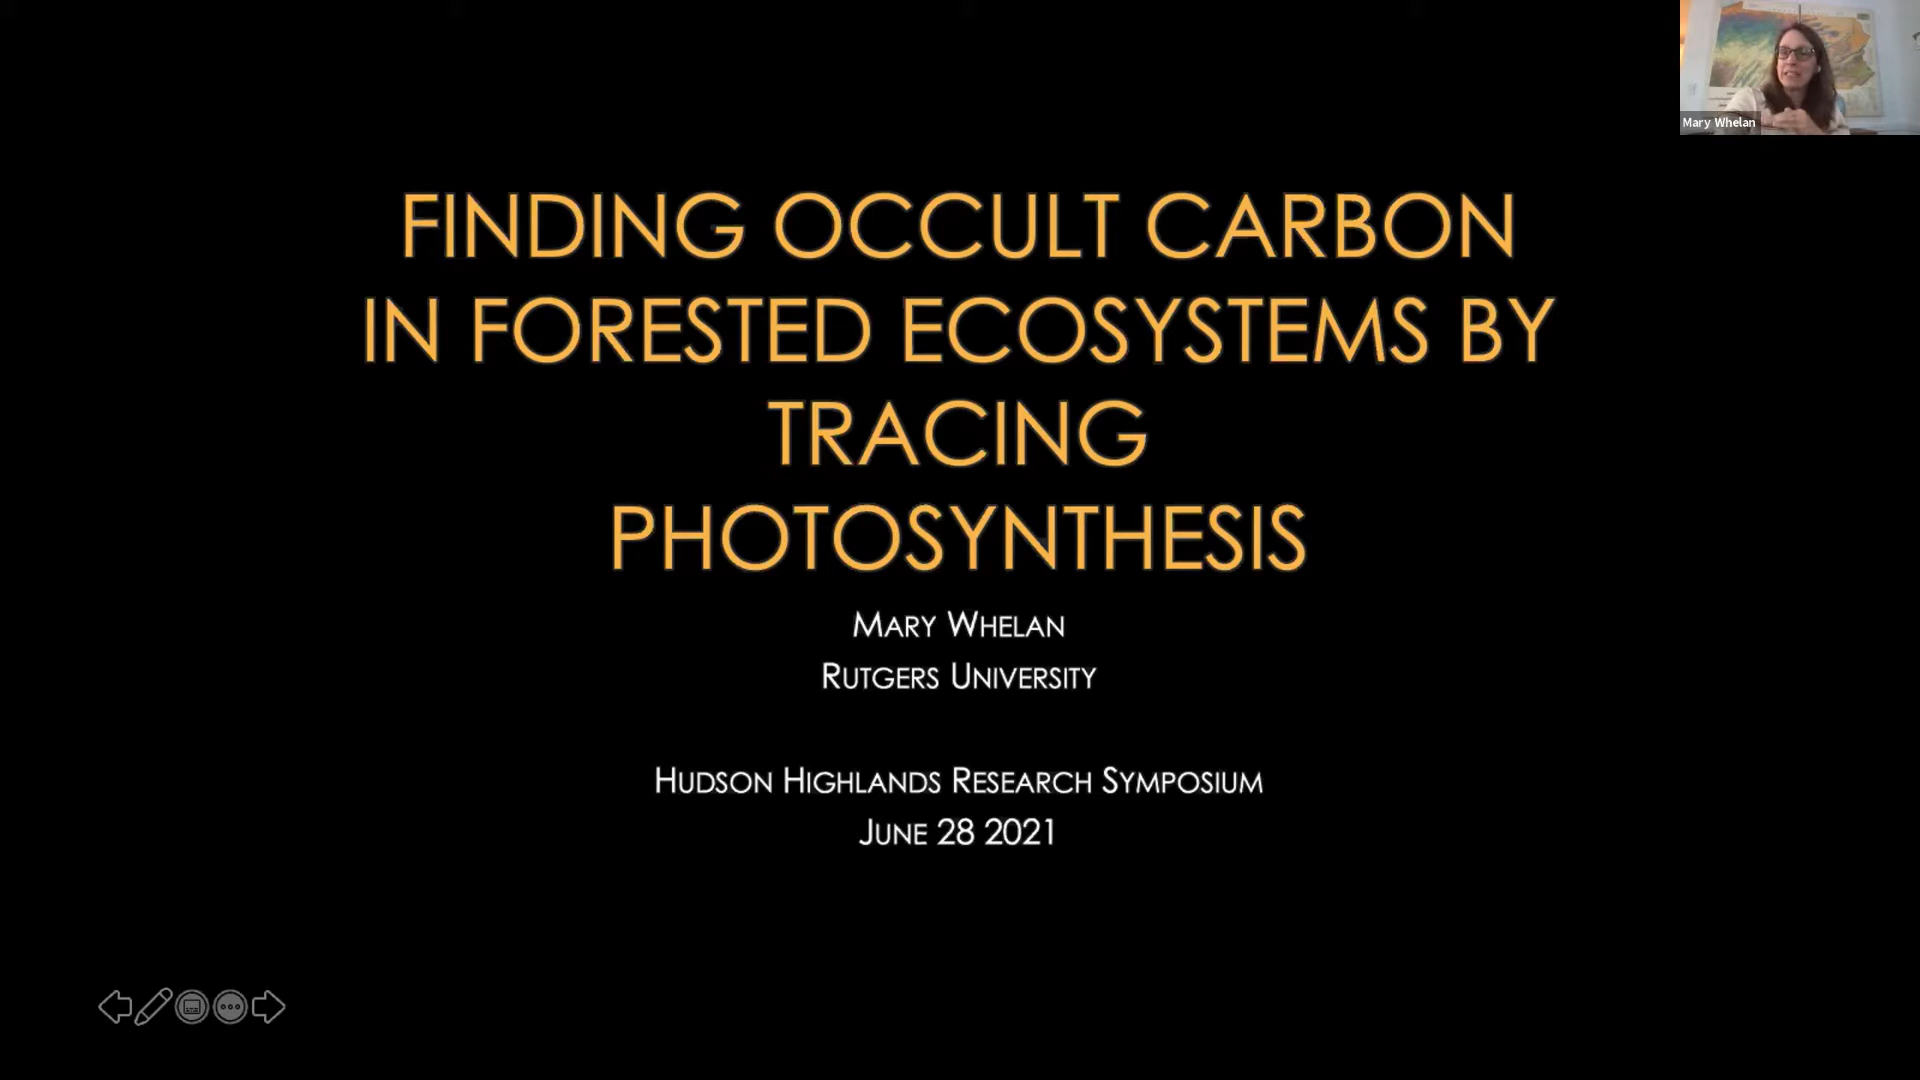 Mary Whelan
FINDING OCCULT CARBON
IN FORESTED ECOSYSTEMS BY
TRACING
PHOTOSYNTHESIS
MARY WHELAN
RUTGERS UNIVERSITY
HUDSON HIGHLANDS RESEARCH SYMPOSIUM
JUNE 28 2021